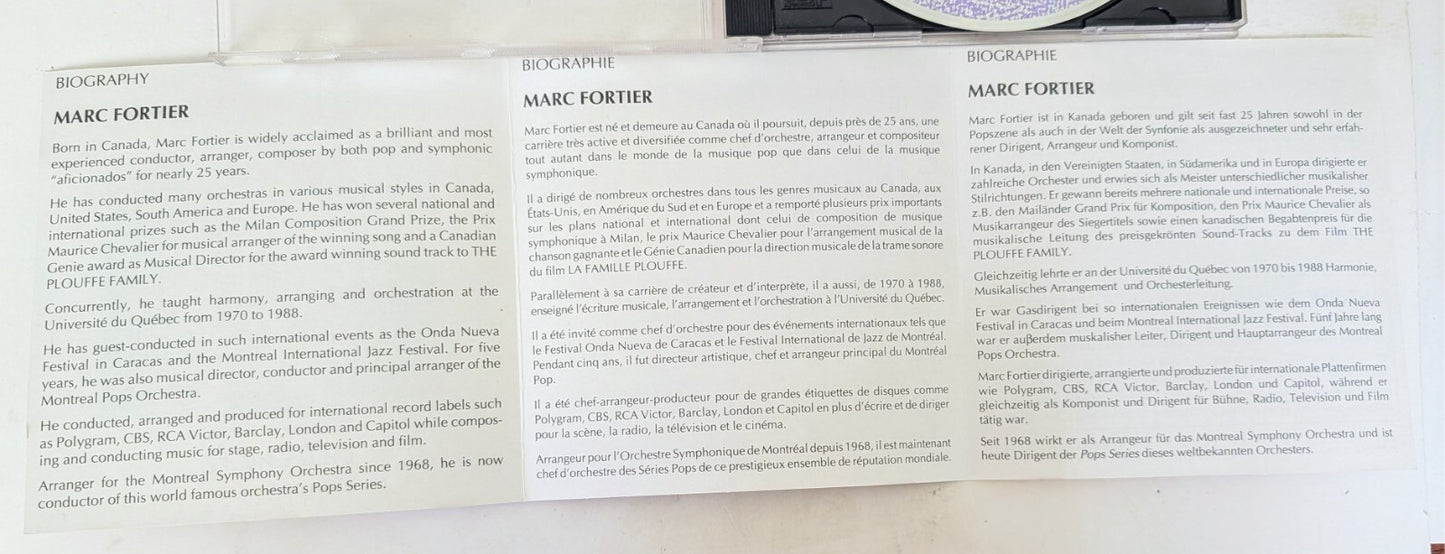 BIOGRAPHY
MARC FORTIER
Born in Canada, Marc Fortier is widely acclaimed as a brilliant and most
experienced conductor, arranger, composer by both pop and symphonic
“aficionados” for nearly 25 years.
He has conducted many orchestras in various musical styles in Canada,
United States, South America and Europe. He has won several national and
international prizes such as the Milan Composition Grand Prize, the Prix
Maurice Chevalier for musical arranger of the winning song and a Canadian
Genie award as Musical Director for the award winning sound track to THE
PLOUFFE FAMILY.
Concurrently, he taught harmony, arranging and orchestration at the
Université du Québec from 1970 to 1988.
He has guest-conducted in such international events as the Onda Nueva
Festival in Caracas and the Montreal International Jazz Festival. For five
years, he was also musical director, conductor and principal arranger of the
Montreal Pops Orchestra.
He conducted, arranged and produced for international record labels such
as Polygram, CBS, RCA Victor, Barclay, London and Capitol while compos-
ing and conducting music for stage, radio, television and film.
Arranger for the Montreal Symphony Orchestra since 1968, he is now
conductor of this world famous orchestra’s Pops Series.
BIOGRAPHIE
MARC FORTIER
Marc Fortier est né et demeure au Canada où il poursuit, depuis près de 25 ans, une
carrière très active et diversifiée comme chef d’orchestre, arrangeur et compositeur
tout autant dans le monde de la musique pop que dans celui de la musique
symphonique.
Il a dirigé de nombreux orchestres dans tous les genres musicaux au Canada, aux
États-Unis, en Amérique du Sud et en Europe et a remporté plusieurs prix importants
sur les plans national et international dont celui de composition de musique
symphonique à Milan, le prix Maurice Chevalier pour l’arrangement musical de la
chanson gagnante et le Génie Canadien pour la direction musicale de la trame sonore
du film LA FAMILLE PLOUFFE.
Parallèlement à sa carrière de créateur et d’interprète, il a aussi, de 1970 à 1988,
enseigné l’écriture musicale, l’arrangement et l’orchestration à l’Université du Québec.
Il a été invité comme chef d’orchestre pour des événements internationaux tels que
le Festival Onda Nueva de Caracas et le Festival International de Jazz de Montréal.
Pendant cinq ans, il fut directeur artistique, chef et arrangeur principal du Montréal
Pop.
Il a été chef-arrangeur-producteur pour de grandes étiquettes de disques comme
Polygram, CBS, RCA Victor, Barclay, London et Capitol en plus d’écrire et de diriger
pour la scène, la radio, la télévision et le cinéma.
Arrangeur pour l’Orchestre Symphonique de Montréal depuis 1968, il est maintenant
chef d’orchestre des Séries Pops de ce prestigieux ensemble de réputation mondiale.
BIOGRAPHIE
MARC FORTIER
Marc Fortier ist in Kanada geboren und gilt seit fast 25 Jahren sowohl in der
Popszene als auch in der Welt der Synfonie als ausgezeichneter und sehr erfah-
rener Dirigent, Arrangeur und Komponist.
In Kanada, in den Vereinigten Staaten, in Südamerika und in Europa dirigierte er
zahlreiche Orchester und erwies sich als Meister unterschiedlicher musikalisher
Stilrichtungen. Er gewann bereits mehrere nationale und internationale Preise, so
z.B. den Mailänder Grand Prix für Komposition, den Prix Maurice Chevalier als
Musikarrangeur des Siegertitels sowie einen kanadischen Begabtenpreis für die
musikalische Leitung des preisgekrönten Sound-Tracks zu dem Film THE
PLOUFFE FAMILY.
Gleichzeitig lehrte er an der Université du Québec von 1970 bis 1988 Harmonie,
Musikalisches Arrangement und Orchesterleitung.
Er war Gasdirigent bei so internationalen Ereignissen wie dem Onda Nueva
Festival in Caracas und beim Montreal International Jazz Festival. Fünf Jahre lang
war er auβerdem muskalisher Leiter, Dirigent und Hauptarrangeur des Montreal
Pops Orchestra.
Marc Fortier dirigierte, arrangierte und produzierte für internationale Plattenfirmen
wie Polygram, CBS, RCA Victor, Barclay, London und Capitol, während er
gleichzeitig als Komponist und Dirigent für Bühne, Radio, Television und Film
tätig war.
Seit 1968 wirkt er als Arrangeur für das Montreal Symphony Orchestra und ist
heute Dirigent der Pops Series dieses weltbekannten Orchesters.